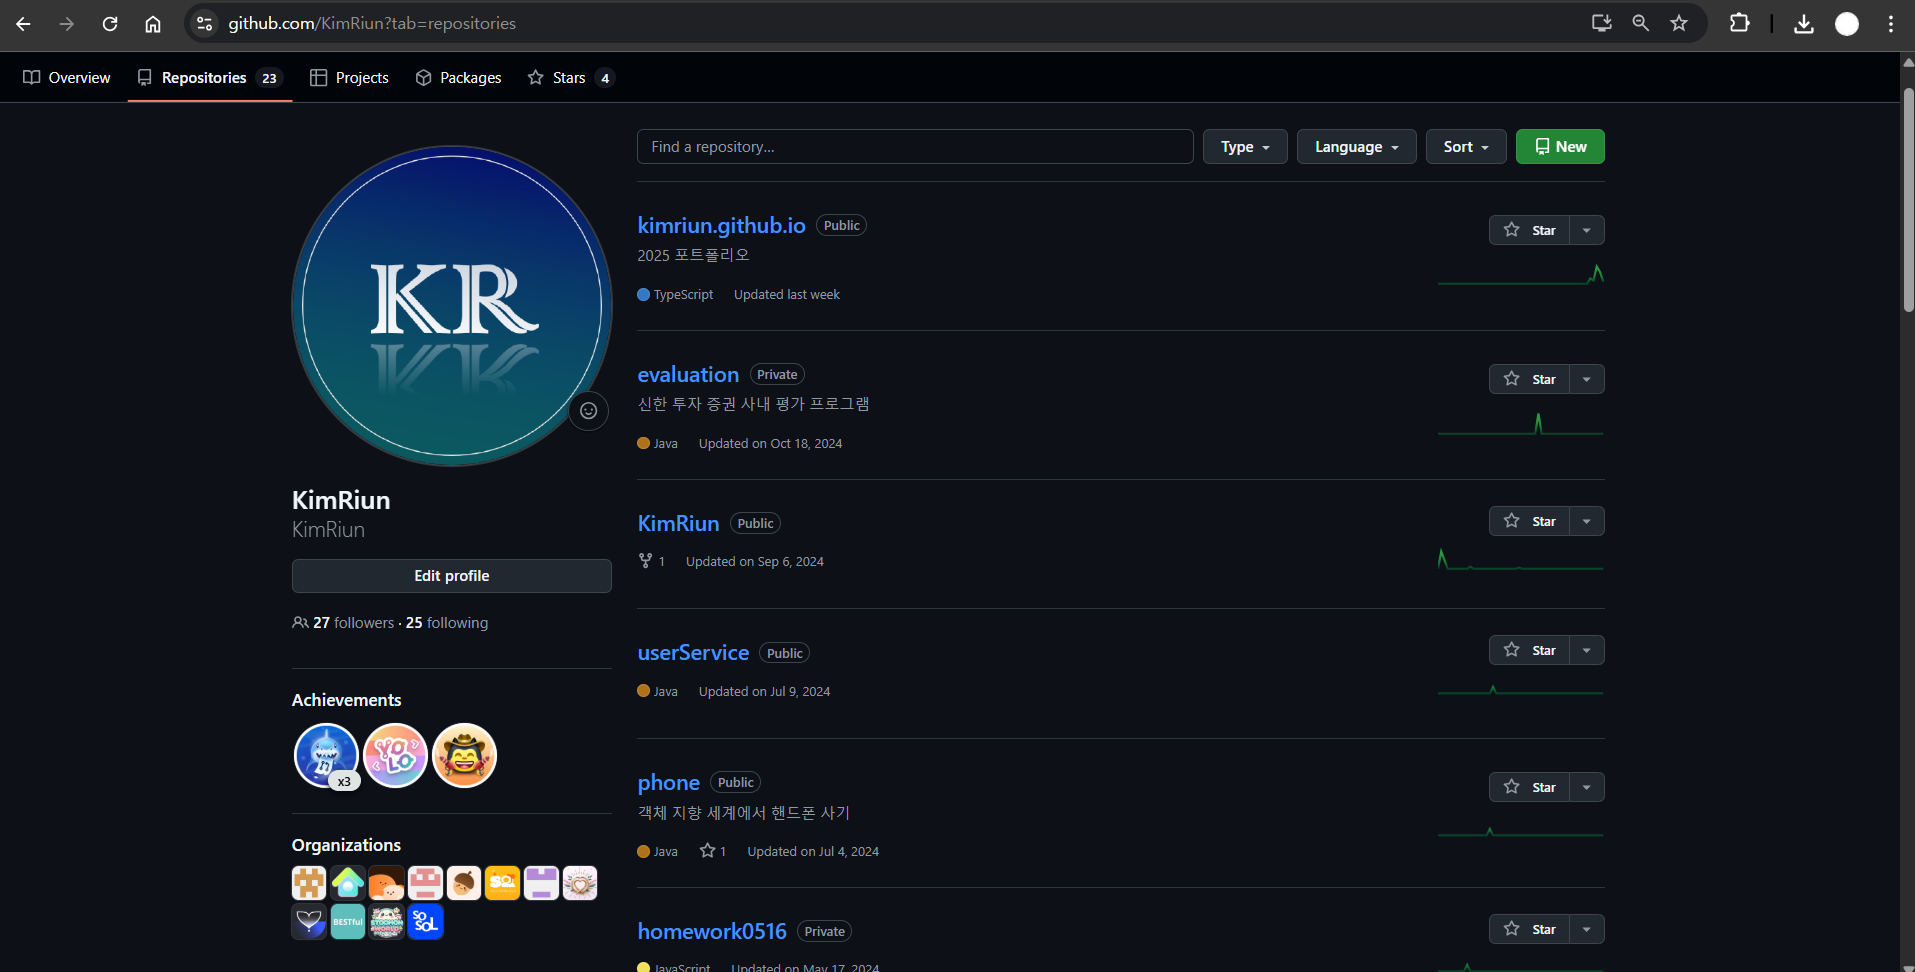 github.com/KimRiun?tab=repositories
Overview
Repositories 23
Projects
Packages
Stars 4
Find a repository...
Type
Language
Sort
New
KR
KimRiun
KimRiun
Edit profile
27 followers · 25 following
Achievements
x3
YOLO
Organizations
SOL
BESTful
SO
SOL
kimriun.github.io Public
Star
2025 포트폴리오
TypeScript Updated last week
evaluation Private
Star
신한 투자 증권 사내 평가 프로그램
Java Updated on Oct 18, 2024
KimRiun Public
Star
1 Updated on Sep 6, 2024
userService Public
Star
Java Updated on Jul 9, 2024
phone Public
Star
객체 지향 세계에서 핸드폰 사기
Java 1 Updated on Jul 4, 2024
homework0516 Private
Star
JavaScript Updated on May 17, 2024